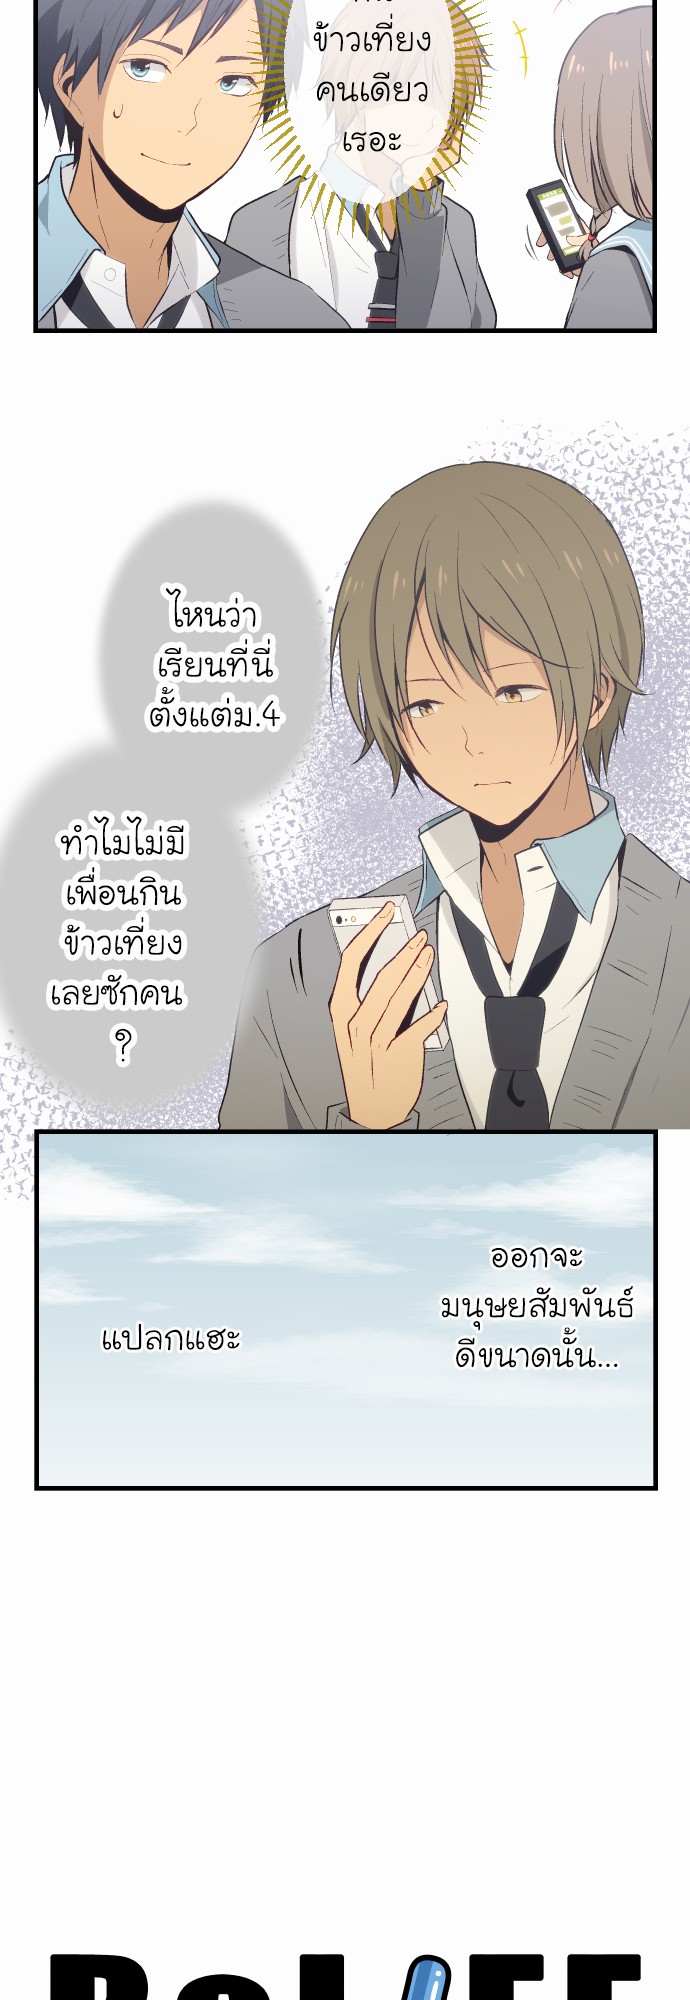 ข้าวเที่ยง
คนเดียว
เรอะ
ไหนว่า
เรียนที่นี่
ตั้งแต่ม.4
ทำไมไม่มี
เพื่อนกิน
ข้าวเที่ยง
เลยซักคน
?
ออกจะ
มนุษยสัมพันธ์
ดีขนาดนั้น...
แปลกแฮะ
ReLIFE